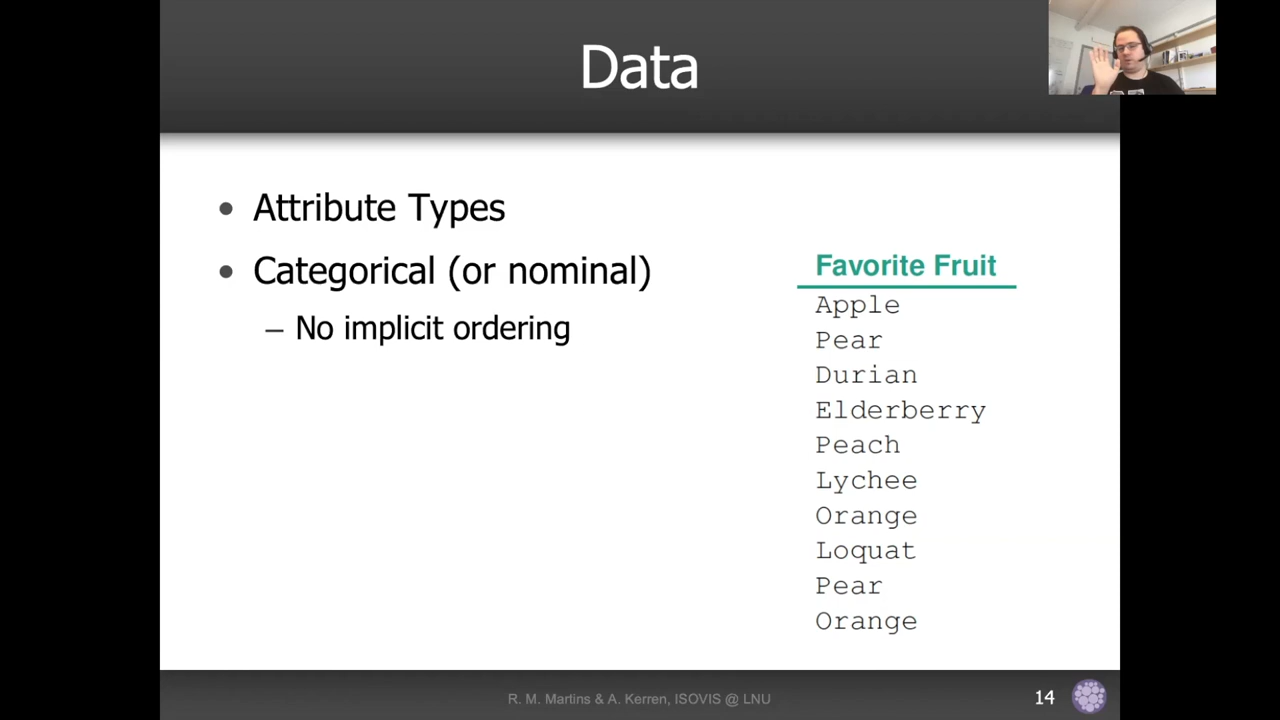 Data
• Attribute Types
• Categorical (or nominal)
– No implicit ordering
Favorite Fruit
Apple
Pear
Durian
Elderberry
Peach
Lychee
Orange
Loquat
Pear
Orange
R. M. Martins & A. Kerren, ISOVIS @ LNU
14